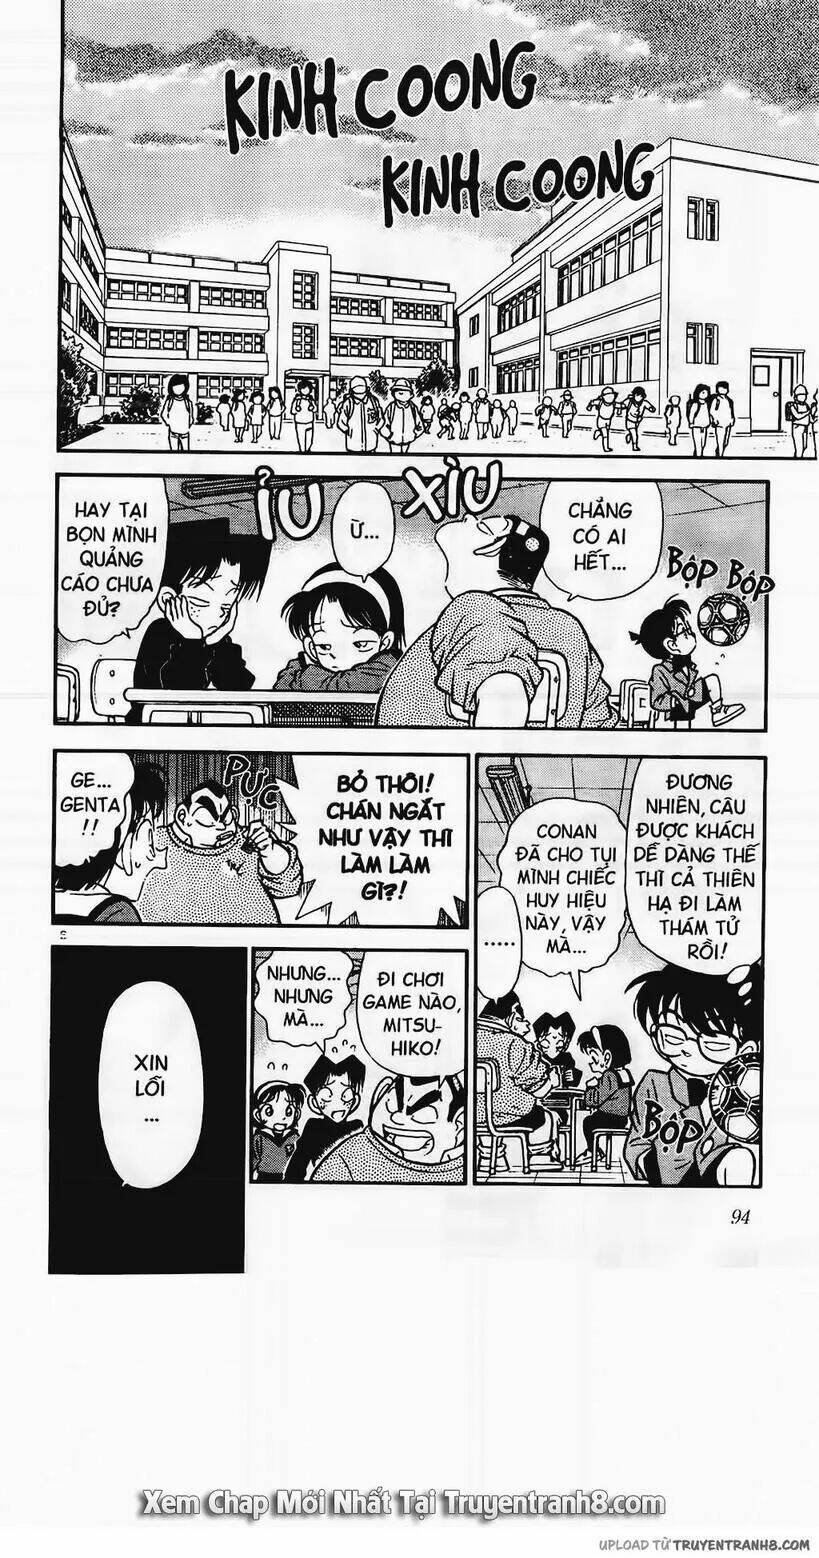 KINH COONG
KINH COONG
CHẲNG
CÓ AI
HẾT...
BỘP BỘP
XÌU
ỈU
Ừ...
HAY TẠI
BỌN MÌNH
QUẢNG
CÁO CHƯA
ĐỦ?
ĐƯƠNG
NHIÊN, CÂU
ĐƯỢC KHÁCH
DỄ DÀNG THẾ
THÌ CẢ THIÊN
HẠ ĐI LÀM
THÁM TỬ
RỒI!
CONAN
ĐÃ CHO TỤI
MÌNH CHIẾC
HUY HIỆU
NÀY, VẬY
MÀ...
.....
BỘP
BỎ THÔI!
CHÁN NGẮT
NHƯ VẬY THÌ
LÀM LÀM
GÌ?!
PỰC
GE...
GENTA
!!
ĐI CHƠI
GAME NÀO,
MITSU-
HIKO!
NHƯNG...
NHƯNG
MÀ...
XIN
LỖI
...
94
Xem Chap Mới Nhất Tại Truyentranh8.com
UPLOAD TỪ TRUYENTRANH8.COM